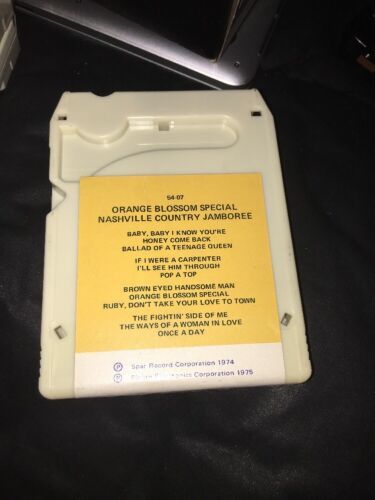 54-07
ORANGE BLOSSOM SPECIAL
NASHVILLE COUNTRY JAMBOREE
BABY, BABY I KNOW YOU'RE
HONEY COME BACK
BALLAD OF A TEENAGE QUEEN
IF I WERE A CARPENTER
I'LL SEE HIM THROUGH
POP A TOP
BROWN EYED HANDSOME MAN
ORANGE BLOSSOM SPECIAL
RUBY, DON'T TAKE YOUR LOVE TO TOWN
THE FIGHTIN' SIDE OF ME
THE WAYS OF A WOMAN IN LOVE
ONCE A DAY
Ⓟ Spar Record Corporation 1974
Ⓟ Electronics Corporation 1975